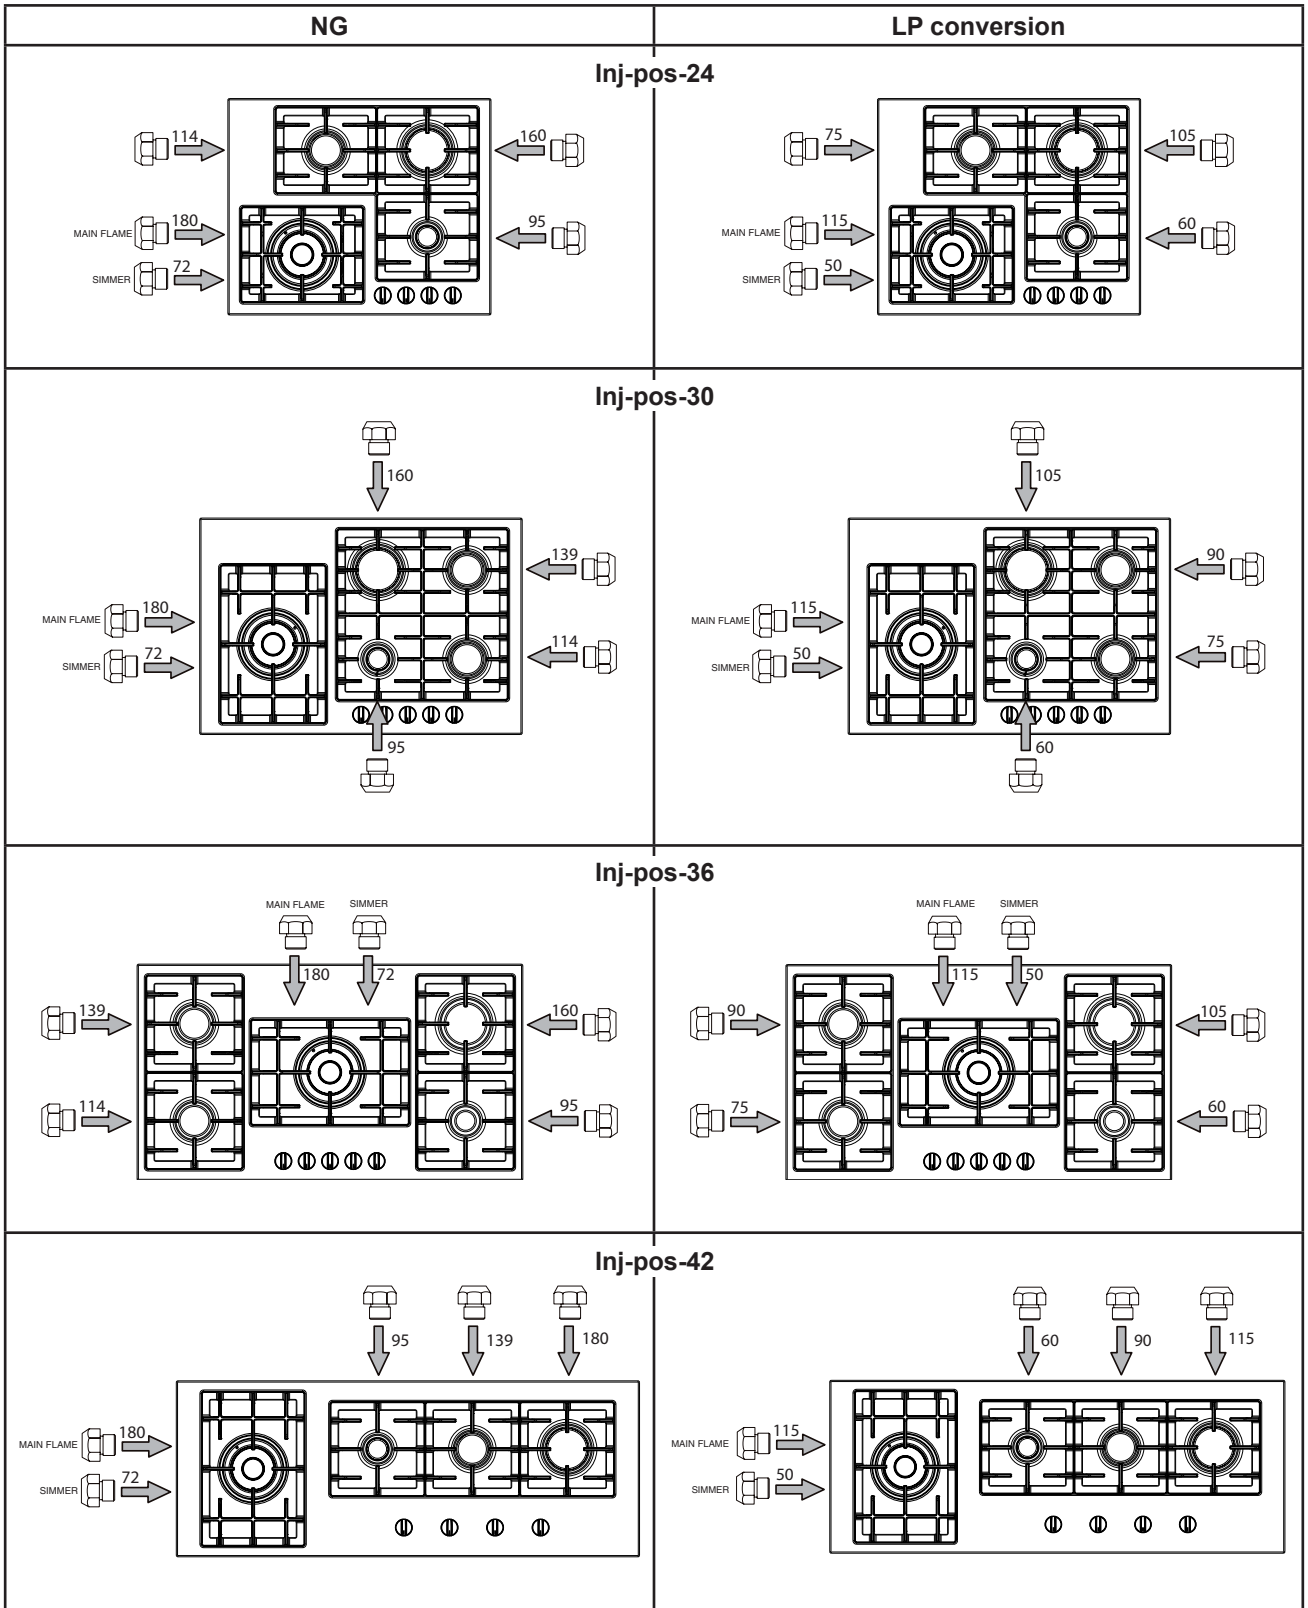 NG
LP conversion
Inj-pos-24
114
160
MAIN FLAME
180
95
SIMMER
72
75
105
MAIN FLAME
115
60
SIMMER
50
Inj-pos-30
160
139
MAIN FLAME
180
114
SIMMER
72
95
105
90
MAIN FLAME
115
75
SIMMER
50
60
Inj-pos-36
MAIN FLAME
SIMMER
180
72
139
160
114
95
MAIN FLAME
SIMMER
115
50
90
105
75
60
Inj-pos-42
95
139
180
MAIN FLAME
180
SIMMER
72
60
90
115
MAIN FLAME
115
SIMMER
50